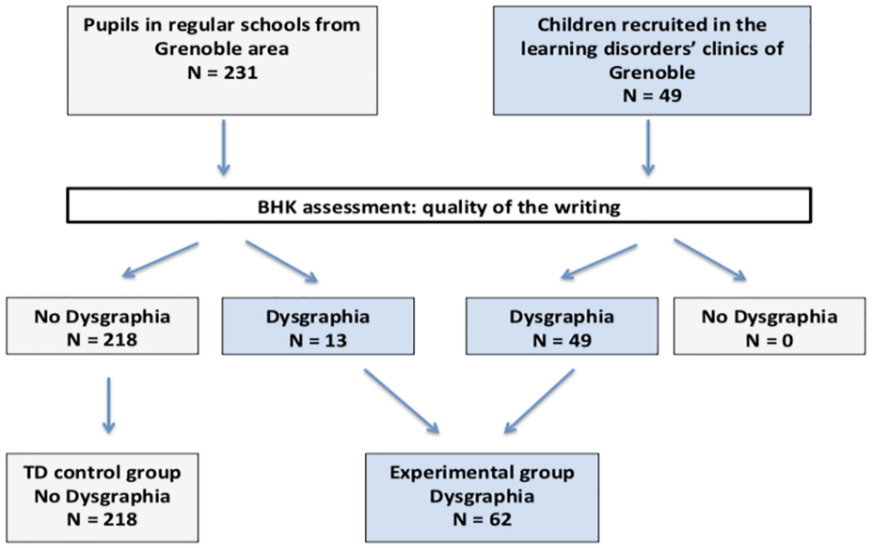 Pupils in regular schools from
Grenoble area
N = 231
Children recruited in the
learning disorders' clinics of
Grenoble
N = 49
BHK assessment: quality of the writing
No Dysgraphia
N = 218
Dysgraphia
N = 13
Dysgraphia
N = 49
No Dysgraphia
N = 0
TD control group
No Dysgraphia
N = 218
Experimental group
Dysgraphia
N = 62